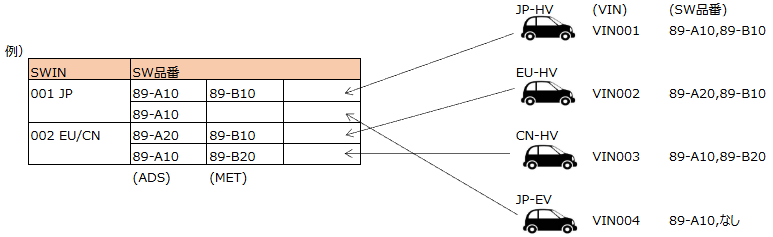 例)
SWIN SW品番
001 JP 89-A10 89-B10
89-A10
002 EU/CN 89-A20 89-B10
89-A10 89-B20
(ADS) (MET)
JP-HV (VIN) (SW品番)
VIN001 89-A10,89-B10
EU-HV
VIN002 89-A20,89-B10
CN-HV
VIN003 89-A10,89-B20
JP-EV
VIN004 89-A10,なし